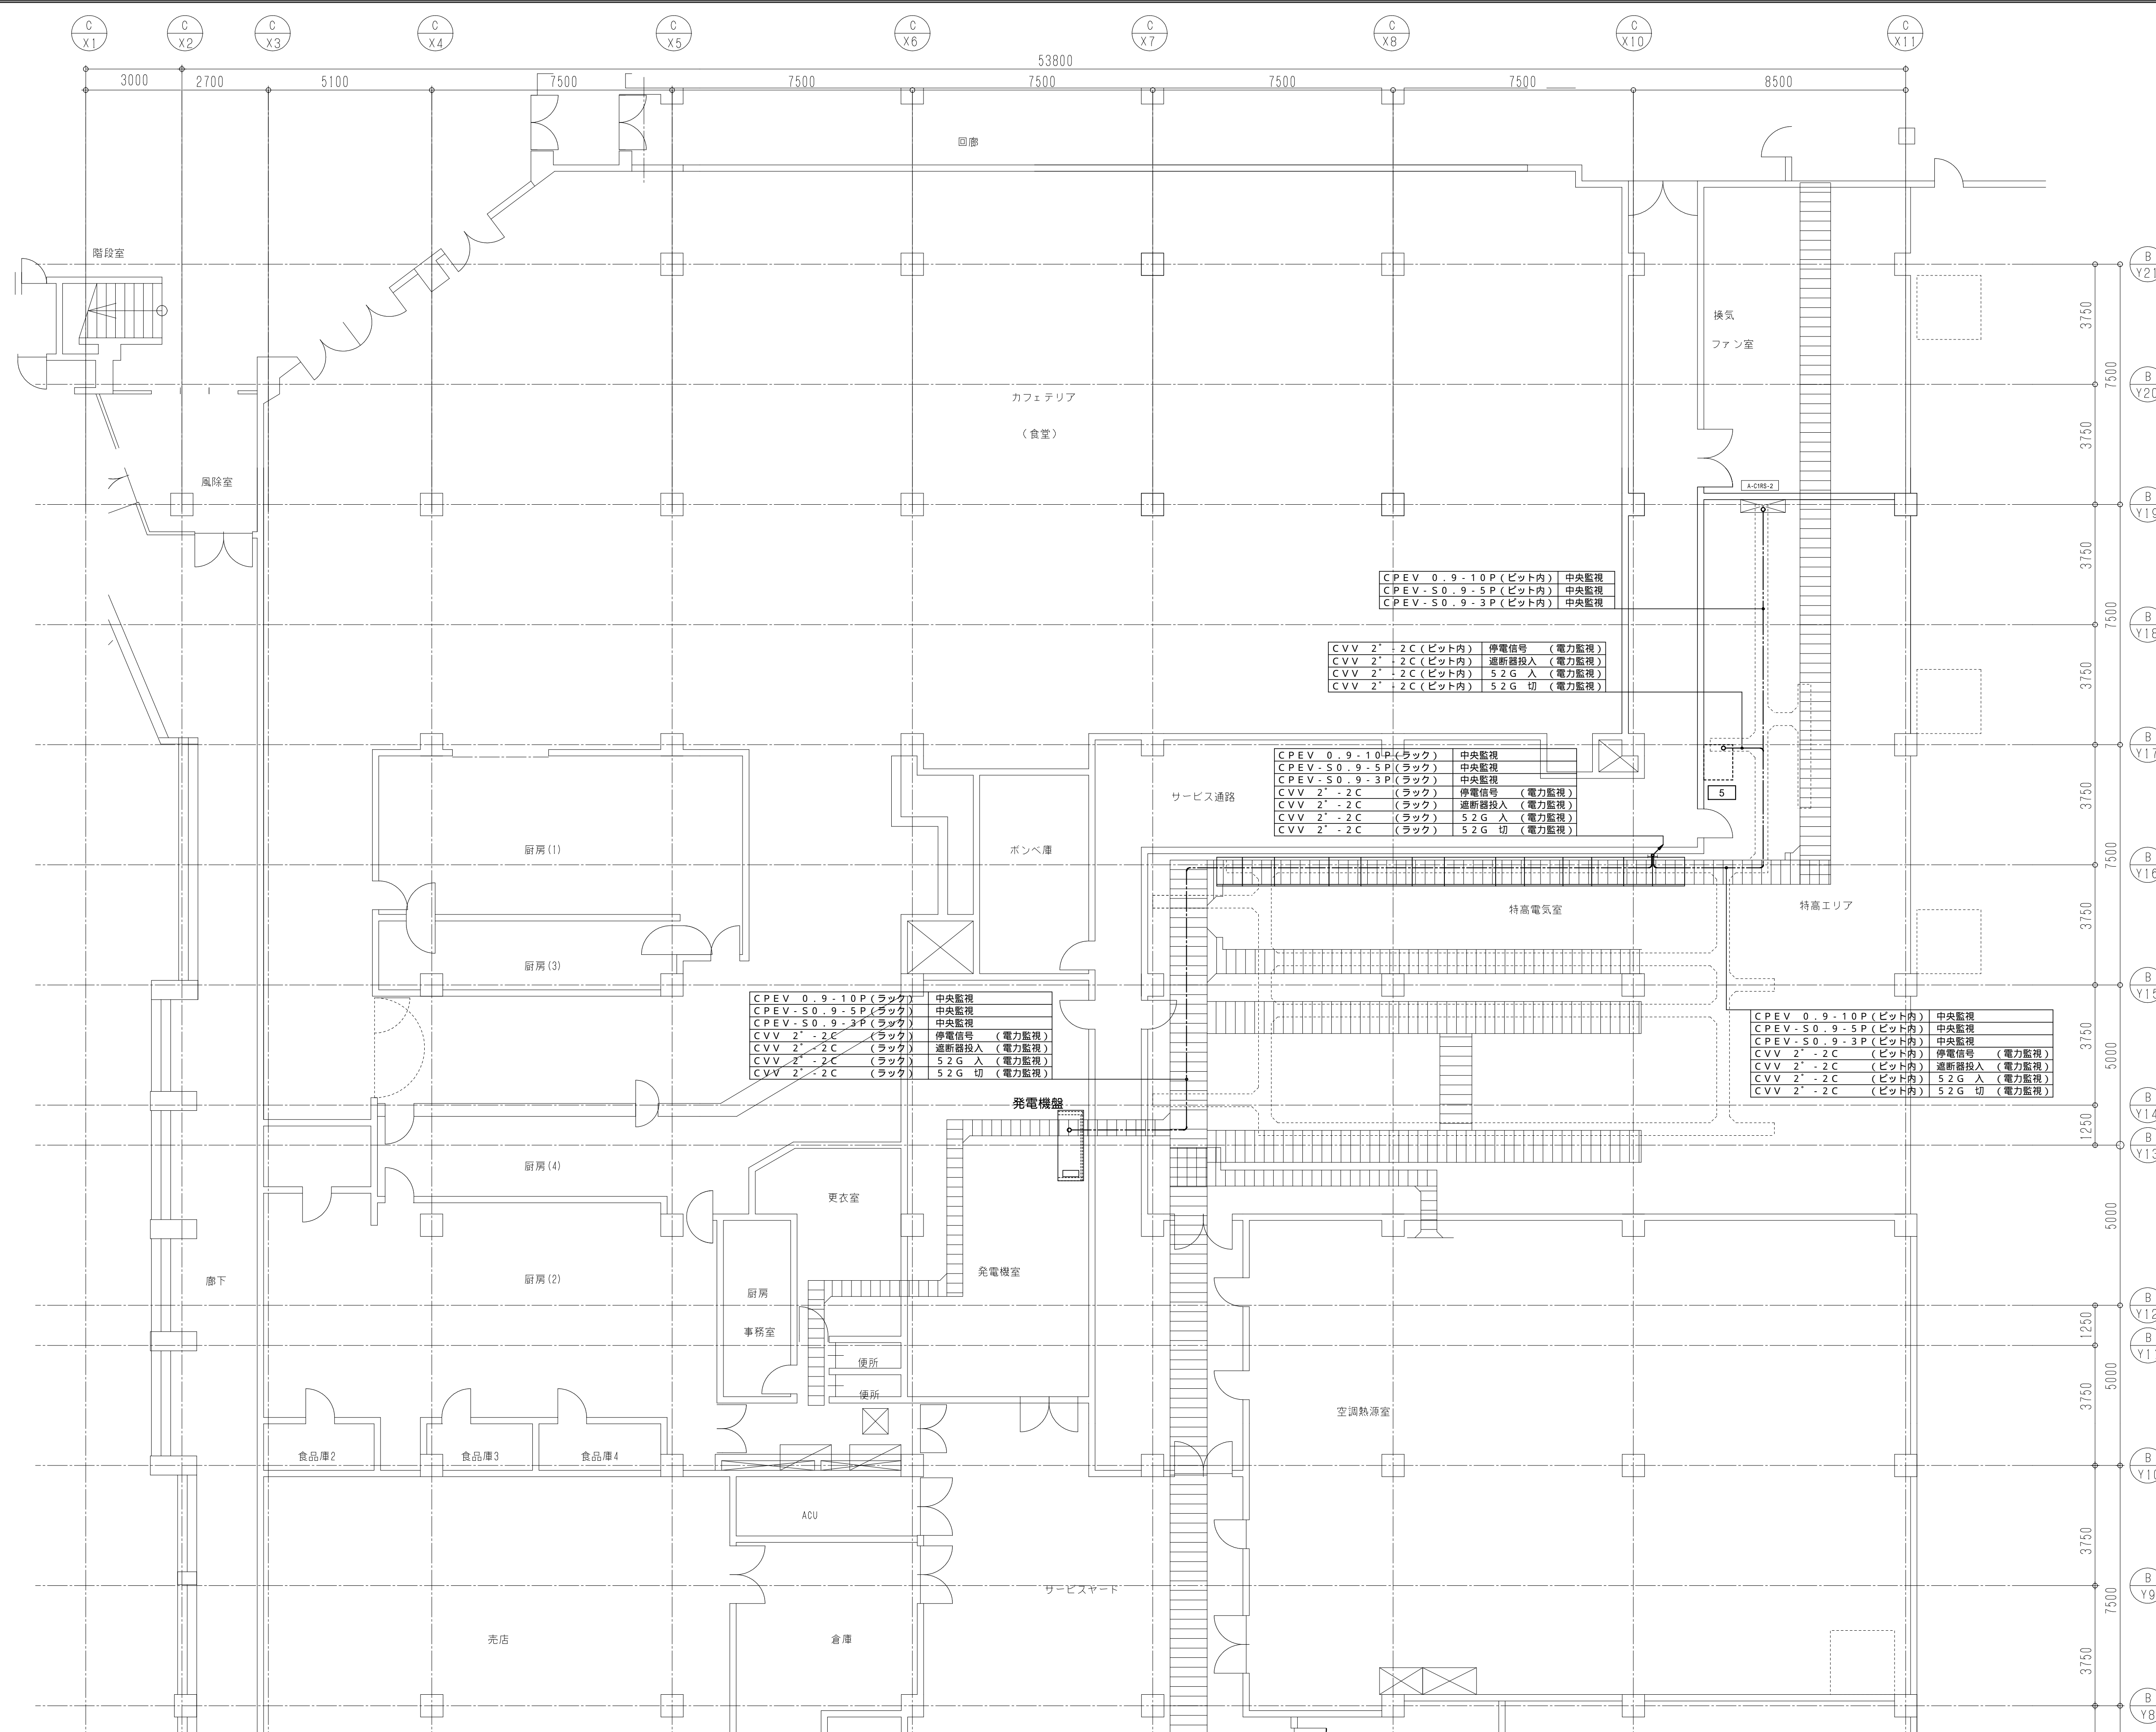 C C C C C C C C C C
X1 X2 X3 X4 X5 X6 X7 X8 X10 X11
53800
3000 2700 5100 7500 7500 7500 7500 7500 8500
回廊
階段室
B
Y21
換気
ファン室
3750
7500
B
Y20
カフェテリア
(食堂)
3750
風除室
A-C1RS-2
B
Y19
3750
CPEV 0.9-10P(ピット内) 中央監視
CPEV-S0.9-5P(ピット内) 中央監視
CPEV-S0.9-3P(ピット内) 中央監視
7500
B
Y18
CVV 2゜-2C(ピット内) 停電信号 (電力監視)
CVV 2゜-2C(ピット内) 遮断器投入 (電力監視)
CVV 2゜-2C(ピット内) 52G 入 (電力監視)
CVV 2゜-2C(ピット内) 52G 切 (電力監視)
3750
B
Y17
CPEV 0.9-10P(ラック) 中央監視
CPEV-S0.9-5P(ラック) 中央監視
CPEV-S0.9-3P(ラック) 中央監視
CVV 2゜-2C (ラック) 停電信号 (電力監視)
CVV 2゜-2C (ラック) 遮断器投入 (電力監視)
CVV 2゜-2C (ラック) 52G 入 (電力監視)
CVV 2゜-2C (ラック) 52G 切 (電力監視)
サービス通路
5
3750
厨房(1)
ボンベ庫
7500
B
Y16
特高電気室
特高エリア
3750
厨房(3)
B
Y15
CPEV 0.9-10P(ラック) 中央監視
CPEV-S0.9-5P(ラック) 中央監視
CPEV-S0.9-3P(ラック) 中央監視
CVV 2゜-2C (ラック) 停電信号 (電力監視)
CVV 2゜-2C (ラック) 遮断器投入 (電力監視)
CVV 2゜-2C (ラック) 52G 入 (電力監視)
CVV 2゜-2C (ラック) 52G 切 (電力監視)
CPEV 0.9-10P(ピット内) 中央監視
CPEV-S0.9-5P(ピット内) 中央監視
CPEV-S0.9-3P(ピット内) 中央監視
CVV 2゜-2C (ピット内) 停電信号 (電力監視)
CVV 2゜-2C (ピット内) 遮断器投入 (電力監視)
CVV 2゜-2C (ピット内) 52G 入 (電力監視)
CVV 2゜-2C (ピット内) 52G 切 (電力監視)
3750
5000
発電機盤
B
Y14
1250
B
Y13
厨房(4)
更衣室
5000
廊下
厨房(2)
発電機室
厨房
事務室
B
Y12
1250
B
Y11
便所
便所
5000
3750
空調熱源室
食品庫2
食品庫3
食品庫4
B
Y10
ACU
3750
サービスヤード
B
Y9
7500
売店
倉庫
3750
B
Y8